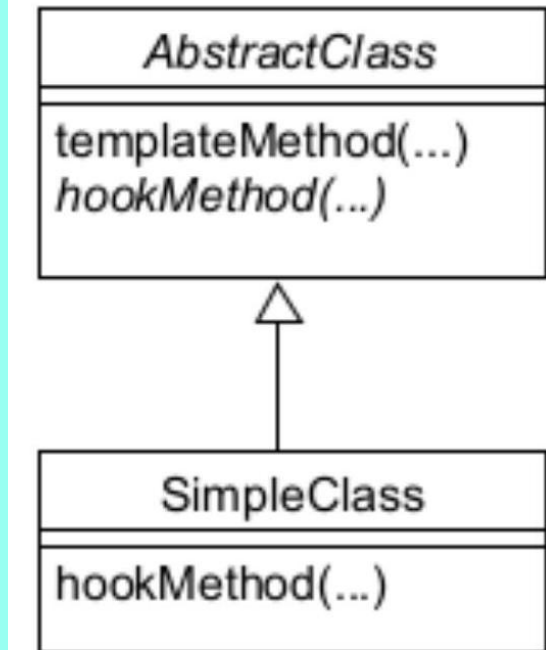 AbstractClass
templateMethod(...)
hookMethod(...)
SimpleClass
hookMethod(...)